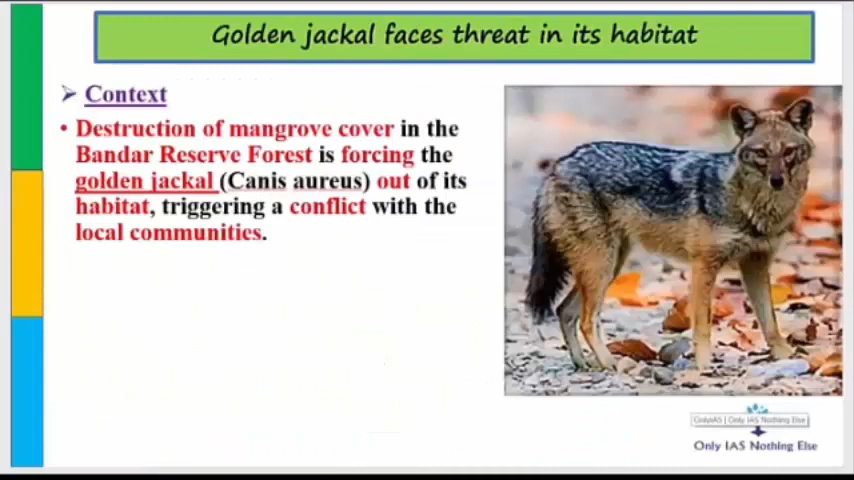 Golden jackal faces threat in its habitat
➤ Context
• Destruction of mangrove cover in the
Bandar Reserve Forest is forcing the
golden jackal (Canis aureus) out of its
habitat, triggering a conflict with the
local communities.
OnlyIAS | Only IAS Nothing Else
Only IAS Nothing Else